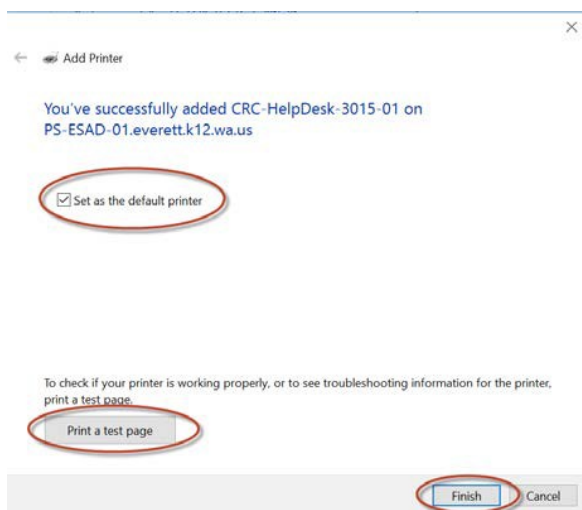 Add Printer
You've successfully added CRC-HelpDesk-3015-01 on
PS-ESAD-01.everett.k12.wa.us
Set as the default printer
To check if your printer is working properly, or to see troubleshooting information for the printer,
print a test page.
Print a test page
Finish Cancel